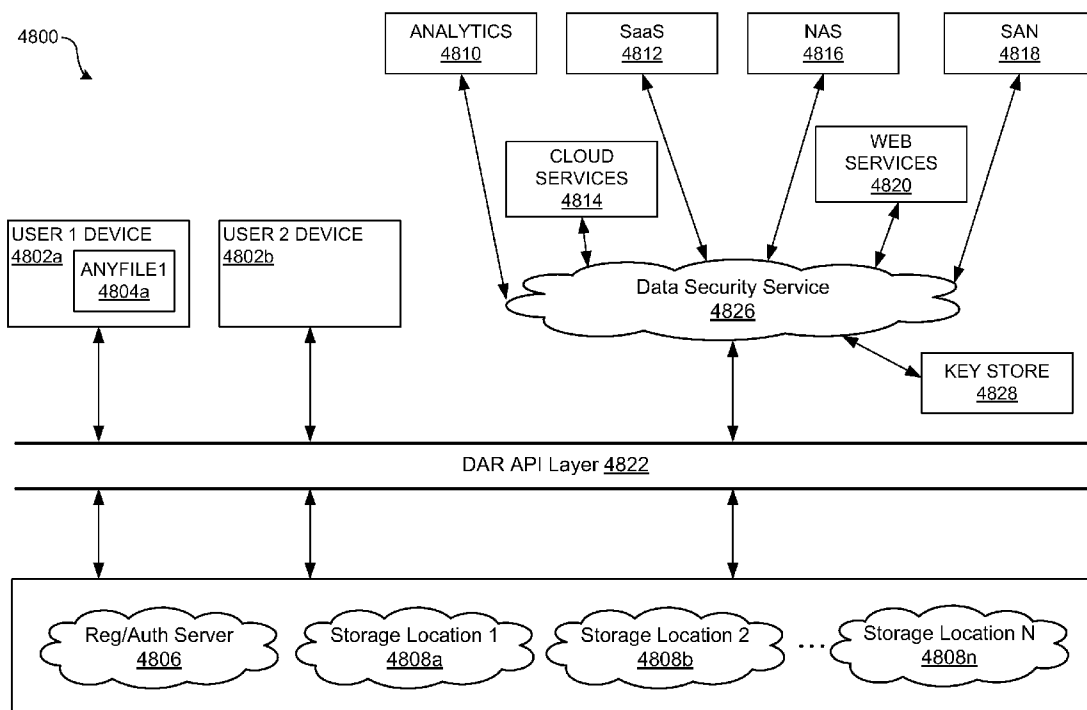 4800
ANALYTICS
4810
SaaS
4812
NAS
4816
SAN
4818
CLOUD
SERVICES
4814
WEB
SERVICES
4820
USER 1 DEVICE
4802a
ANYFILE1
4804a
USER 2 DEVICE
4802b
Data Security Service
4826
KEY STORE
4828
DAR API Layer 4822
Reg/Auth Server
4806
Storage Location 1
4808a
Storage Location 2
4808b
...
Storage Location N
4808n